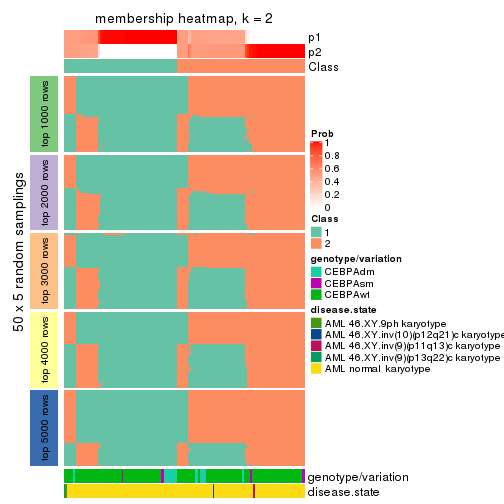 membership heatmap, k = 2
p1
p2
Class
50 x 5 random samplings
top 1000 rows
top 2000 rows
top 3000 rows
top 4000 rows
top 5000 rows
Prob
1
0.8
0.6
0.4
0.2
0
Class
1
2
genotype/variation
CEBPAdm
CEBPAsm
CEBPAwt
disease.state
AML 46.XY.9ph karyotype
AML 46.XY.inv(10)(p12q21)c karyotype
AML 46.XY.inv(9)(p11q13)c karyotype
AML 46.XY.inv(9)(p13q22)c karyotype
AML normal karyotype
genotype/variation
disease.state